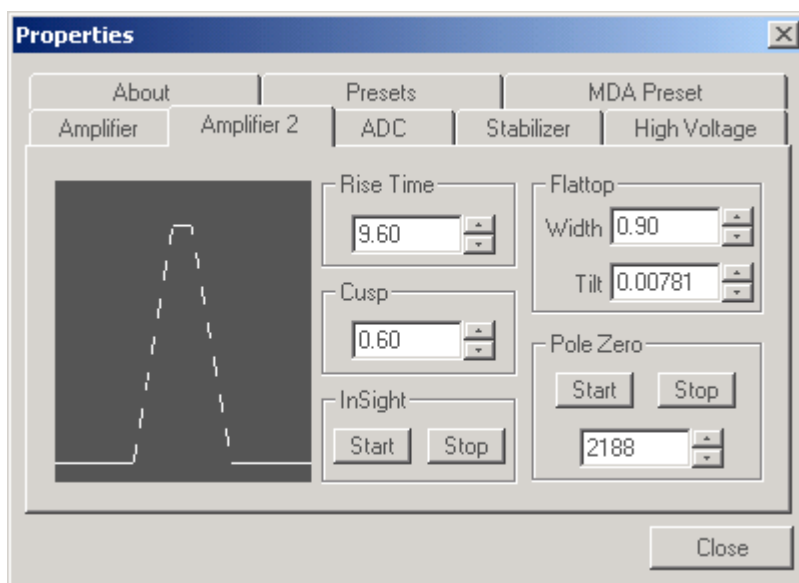 Properties
About Presets MDA Preset
Amplifier Amplifier 2 ADC Stabilizer High Voltage
Rise Time
9.60
Cusp
0.60
InSight
Start Stop
Flattop
Width 0.90
Tilt 0.00781
Pole Zero
Start Stop
2188
Close